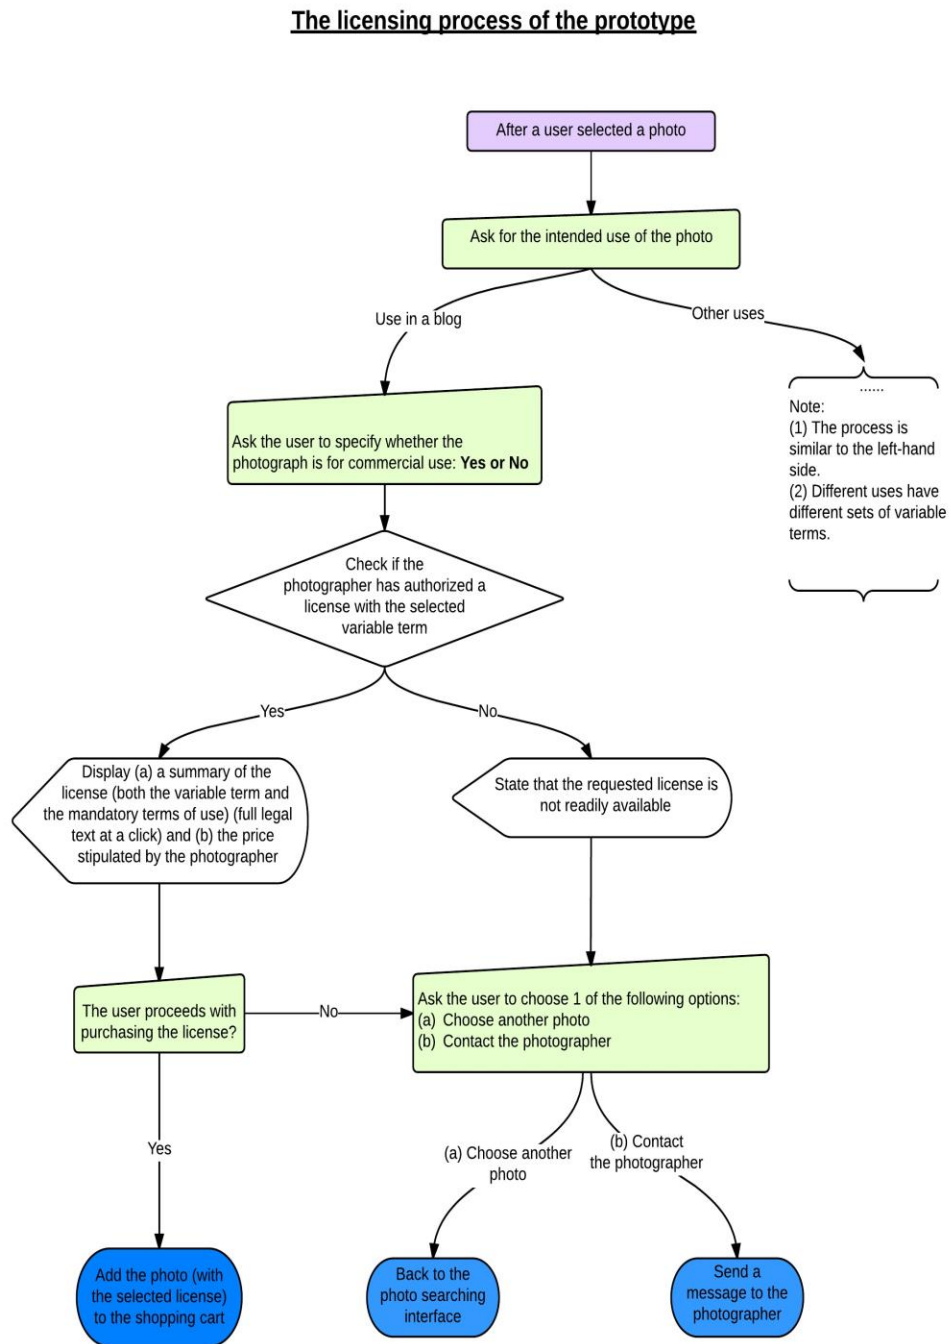 The licensing process of the prototype
After a user selected a photo
Ask for the intended use of the photo
Use in a blog
Other uses
......
Note:
(1) The process is
similar to the left-hand
side.
(2) Different uses have
different sets of variable
terms.
Ask the user to specify whether the
photograph is for commercial use: Yes or No
Check if the
photographer has authorized a
license with the selected
variable term
Yes
No
Display (a) a summary of the
license (both the variable term and
the mandatory terms of use) (full legal
text at a click) and (b) the price
stipulated by the photographer
State that the requested license is
not readily available
The user proceeds with
purchasing the license?
No
Ask the user to choose 1 of the following options:
(a) Choose another photo
(b) Contact the photographer
Yes
(a) Choose another
photo
(b) Contact
the photographer
Add the photo (with
the selected license)
to the shopping cart
Back to the
photo searching
interface
Send a
message to the
photographer